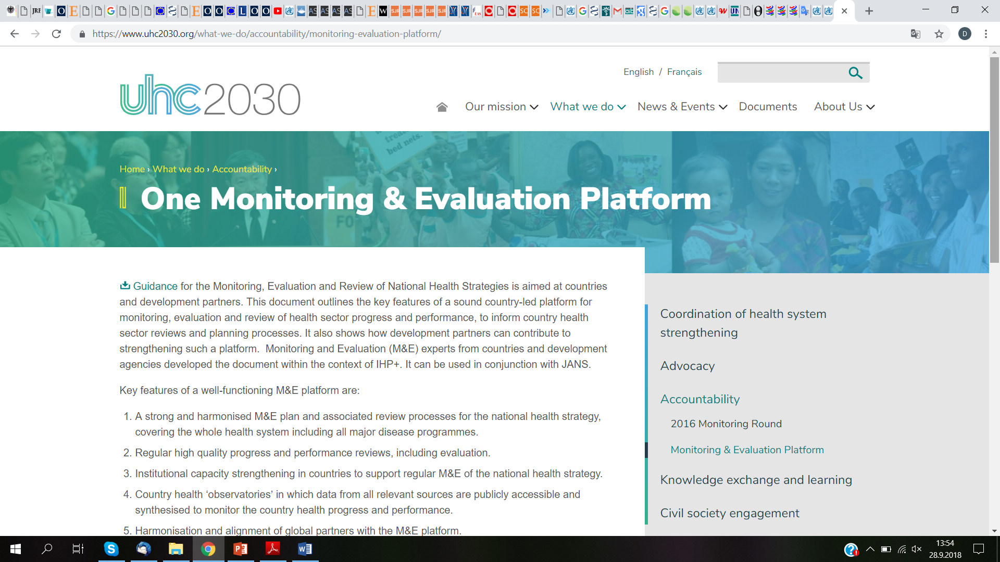 https://www.uhc2030.org/what-we-do/accountability/monitoring-evaluation-platform/
D
English / Français
uhc2030
Our mission
What we do
News & Events
Documents
About Us
treat
bed nets.
FO
Home › What we do › Accountability ›
One Monitoring & Evaluation Platform
Guidance for the Monitoring, Evaluation and Review of National Health Strategies is aimed at countries
and development partners. This document outlines the key features of a sound country-led platform for
monitoring, evaluation and review of health sector progress and performance, to inform country health
sector reviews and planning processes. It also shows how development partners can contribute to
strengthening such a platform.  Monitoring and Evaluation (M&E) experts from countries and development
agencies developed the document within the context of IHP+. It can be used in conjunction with JANS.
Key features of a well-functioning M&E platform are:
1. A strong and harmonised M&E plan and associated review processes for the national health strategy,
covering the whole health system including all major disease programmes.
2. Regular high quality progress and performance reviews, including evaluation.
3. Institutional capacity strengthening in countries to support regular M&E of the national health strategy.
4. Country health ‘observatories’ in which data from all relevant sources are publicly accessible and
synthesised to monitor the country health progress and performance.
5. Harmonisation and alignment of global partners with the M&E platform.
Coordination of health system
strengthening
Advocacy
Accountability
2016 Monitoring Round
Monitoring & Evaluation Platform
Knowledge exchange and learning
Civil society engagement
13:54
28.9.2018